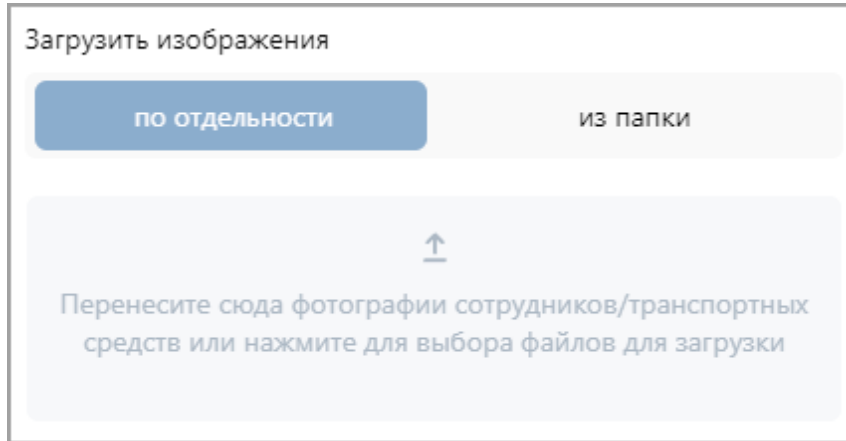 Загрузить изображения
по отдельности
из папки
Перенесите сюда фотографии сотрудников/транспортных
средств или нажмите для выбора файлов для загрузки